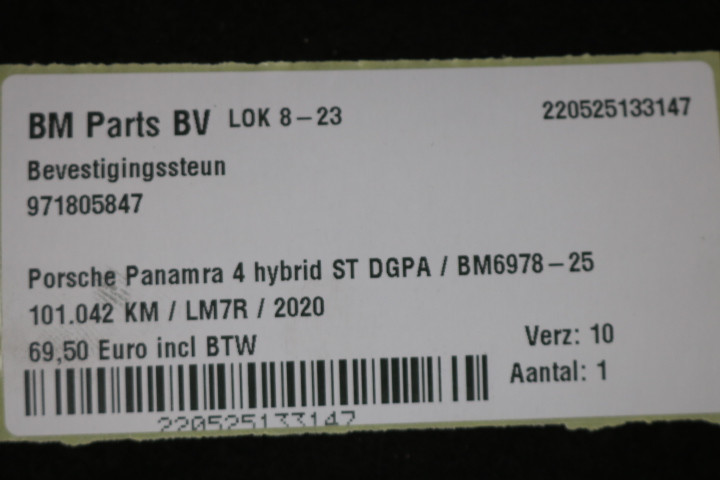 BM Parts BV LOK 8-23 220525133147
Bevestigingssteun
971805847
Porsche Panamra 4 hybrid ST DGPA / BM6978-25
101.042 KM / LM7R / 2020
69,50 Euro incl BTW Verz: 10
Aantal: 1
220525133147